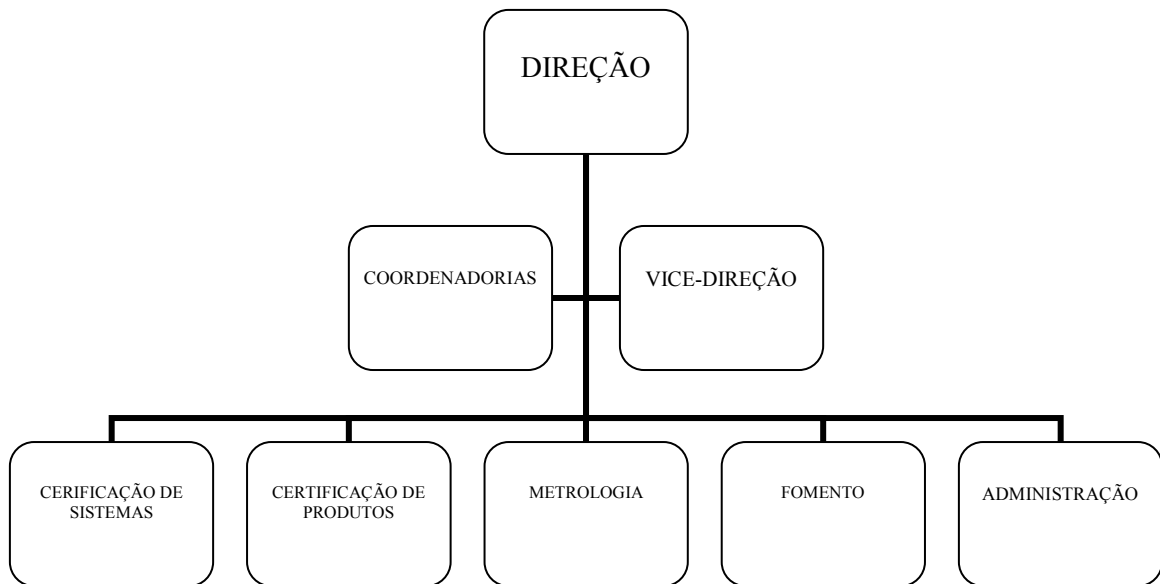 DIREÇÃO
COORDENADORIAS
VICE-DIREÇÃO
CERIFICAÇÃO DE
SISTEMAS
CERTIFICAÇÃO DE
PRODUTOS
METROLOGIA
FOMENTO
ADMINISTRAÇÃO